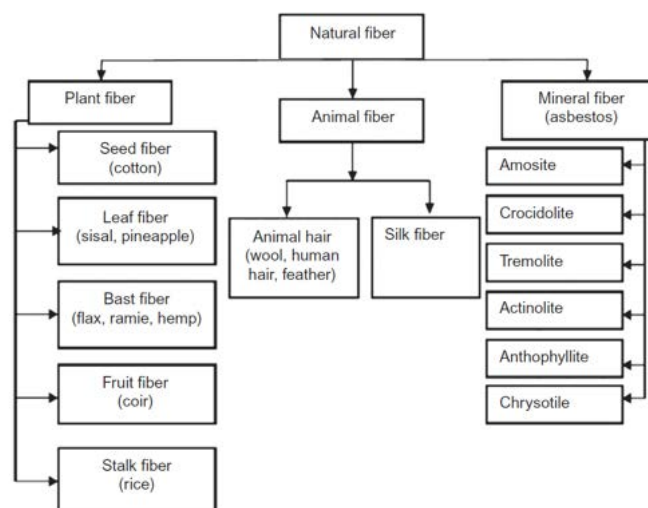 Natural fiber
Plant fiber
Seed fiber
(cotton)
Leaf fiber
(sisal, pineapple)
Bast fiber
(flax, ramie, hemp)
Fruit fiber
(coir)
Stalk fiber
(rice)
Animal fiber
Animal hair
(wool, human
hair, feather)
Silk fiber
Mineral fiber
(asbestos)
Amosite
Crocidolite
Tremolite
Actinolite
Anthophyllite
Chrysotile